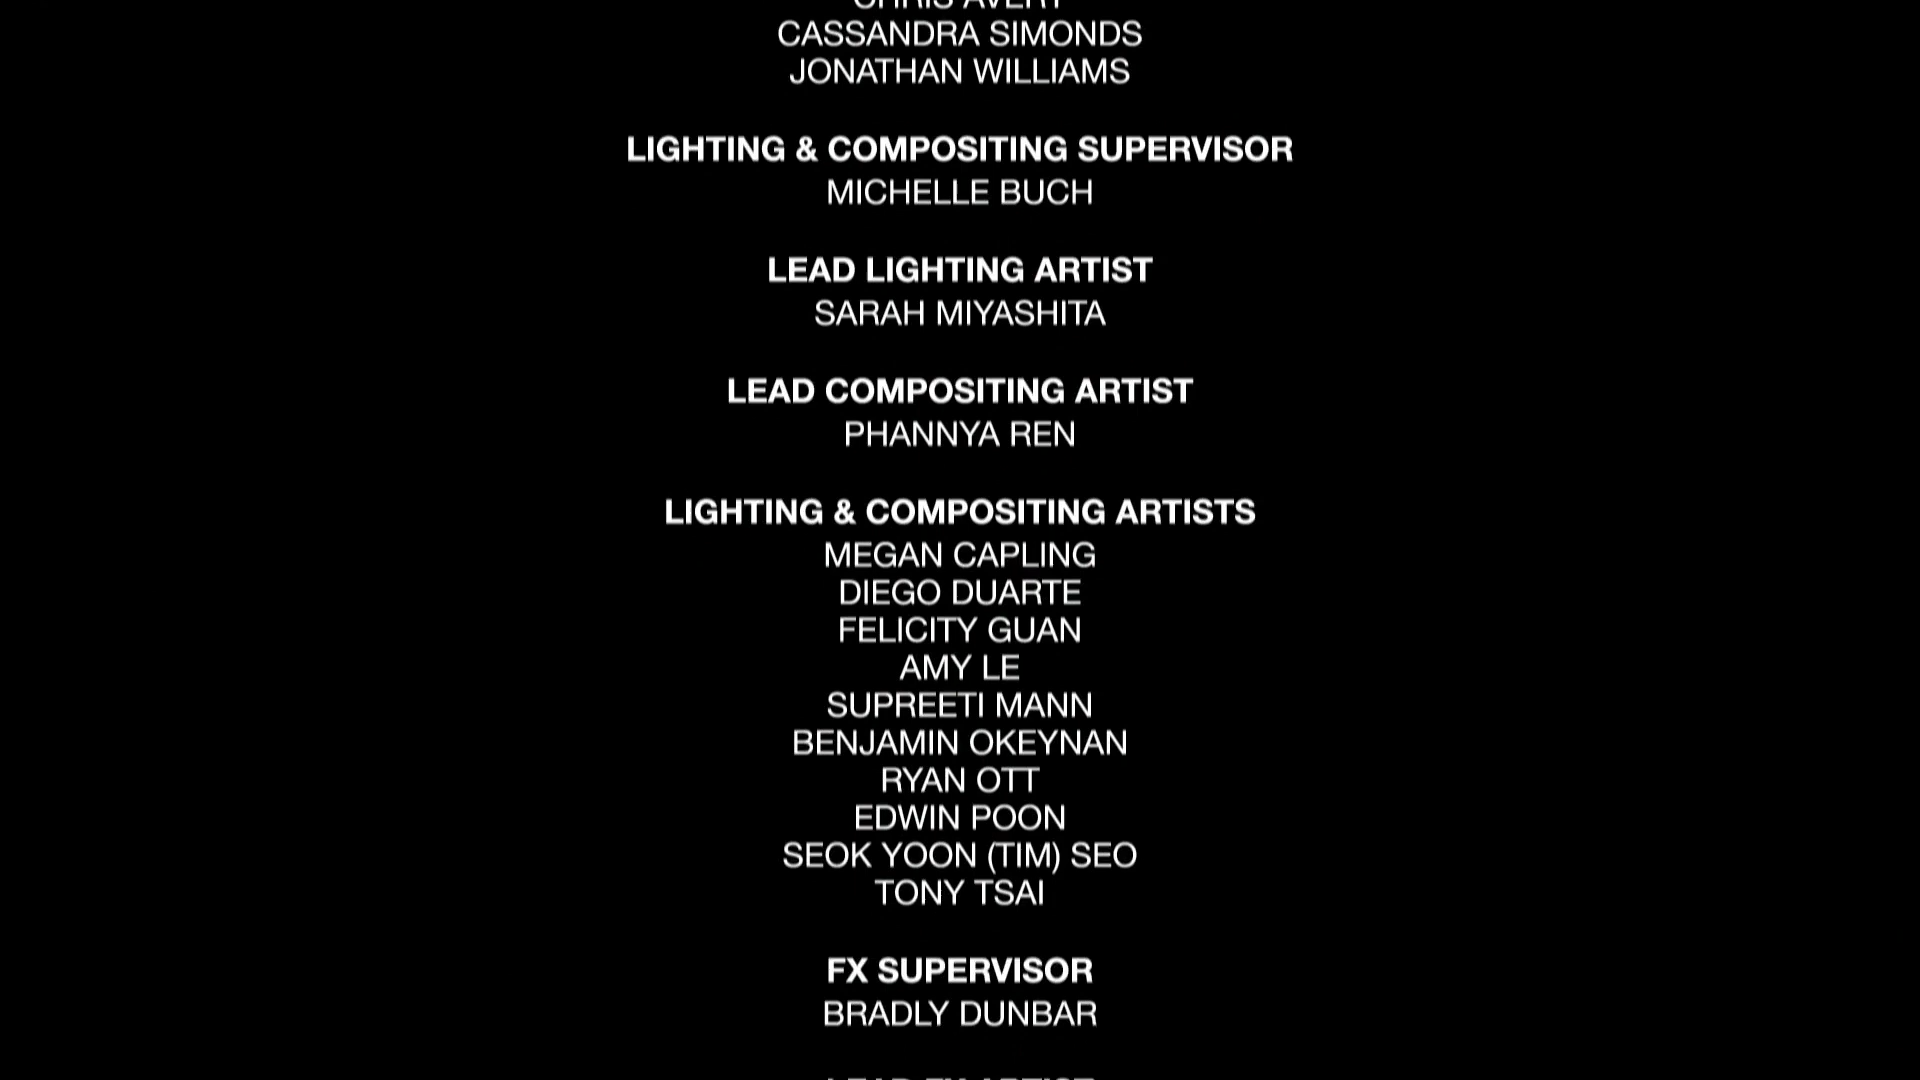 CHRIS AVERY
CASSANDRA SIMONDS
JONATHAN WILLIAMS
LIGHTING & COMPOSITING SUPERVISOR
MICHELLE BUCH
LEAD LIGHTING ARTIST
SARAH MIYASHITA
LEAD COMPOSITING ARTIST
PHANNYA REN
LIGHTING & COMPOSITING ARTISTS
MEGAN CAPLING
DIEGO DUARTE
FELICITY GUAN
AMY LE
SUPREETI MANN
BENJAMIN OKEYNAN
RYAN OTT
EDWIN POON
SEOK YOON (TIM) SEO
TONY TSAI
FX SUPERVISOR
BRADLY DUNBAR